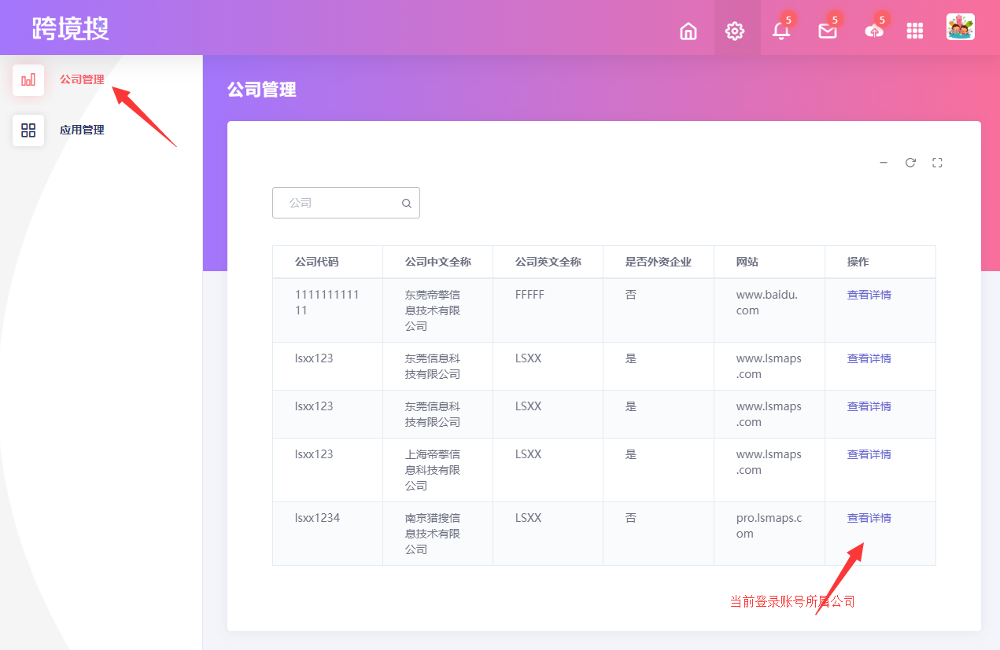 跨境搜
5
5
5
公司管理
应用管理
公司管理
公司
公司代码 公司中文全称 公司英文全称 是否外资企业 网站 操作
1111111111 东莞帝擎信 FFFFF 否 www.baidu. 查看详情
11 息技术有限 com
公司
lsxx123 东莞信息科 LSXX 是 www.lsmaps 查看详情
技有限公司 .com
lsxx123 东莞信息科 LSXX 是 www.lsmaps 查看详情
技有限公司 .com
lsxx123 上海帝擎信 LSXX 是 www.lsmaps 查看详情
息科技有限 .com
公司
lsxx1234 南京猎搜信 LSXX 否 pro.lsmaps.c 查看详情
息技术有限 om
公司
当前登录账号所属公司